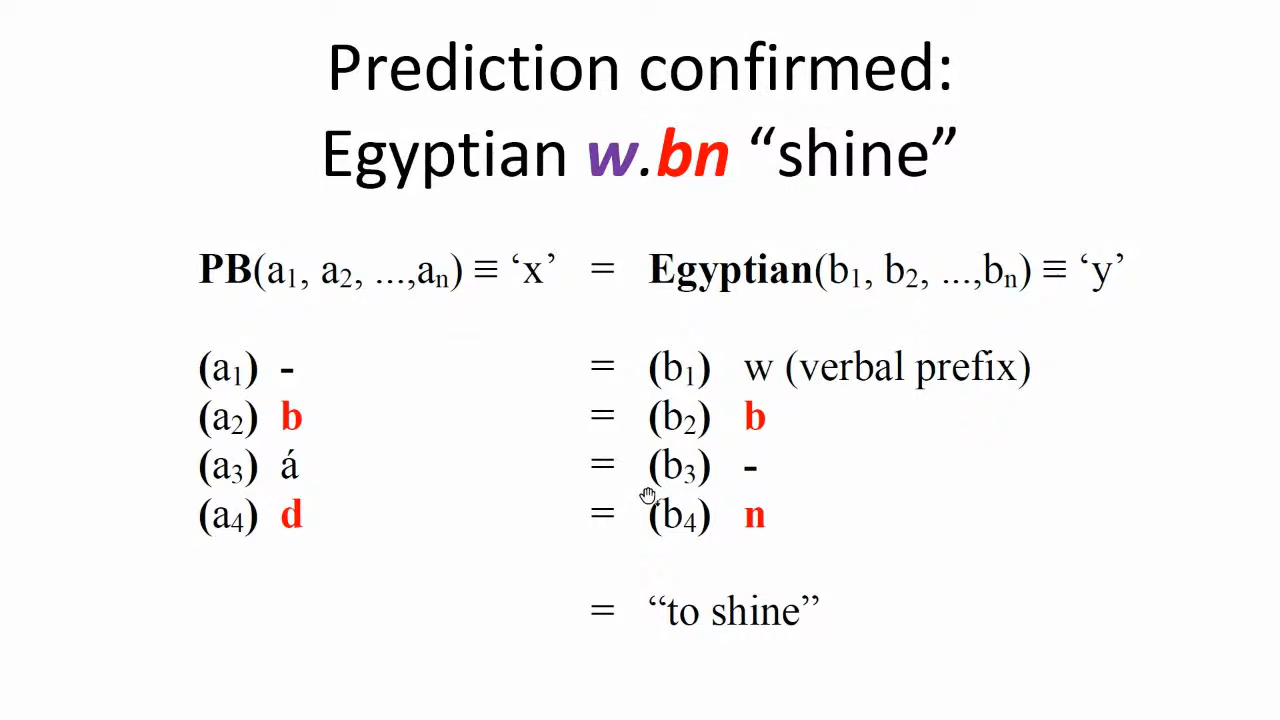 Prediction confirmed:
Egyptian w.bn “shine”
PB(a1, a2, ...,an) ≡ ‘x’ = Egyptian(b1, b2, ...,bn) ≡ ‘y’
(a1) - = (b1) w (verbal prefix)
(a2) b = (b2) b
(a3) á = (b3) -
(a4) d = (b4) n
= “to shine”